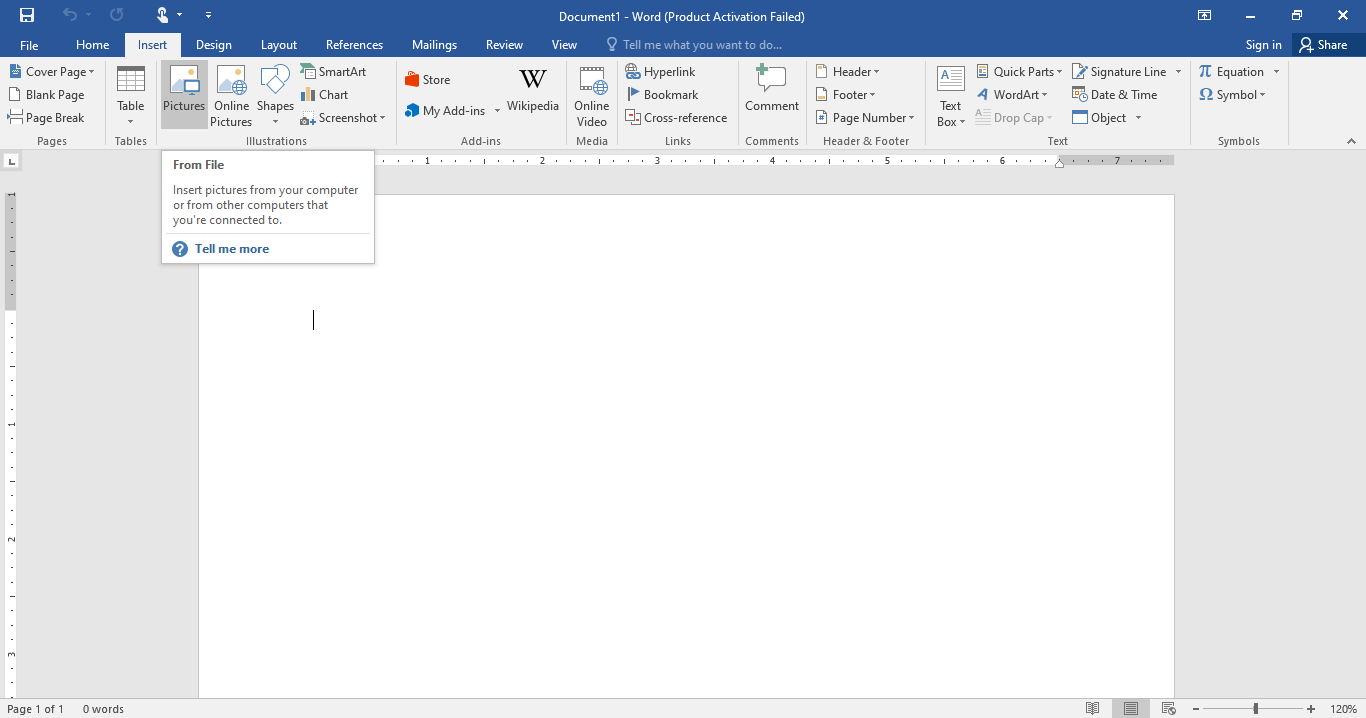 Document1 - Word (Product Activation Failed)
File Home Insert Design Layout References Mailings Review View Tell me what you want to do... Sign in Share
Cover Page
Blank Page
Page Break
Pages
Table
Tables
Pictures
Online Pictures
Shapes
SmartArt
Chart
Screenshot
Illustrations
Store
My Add-ins
W
Wikipedia
Add-ins
Online
Video
Media
Hyperlink
Bookmark
Cross-reference
Links
Comment
Comments
Header
Footer
Page Number
Header & Footer
Text
Box
Quick Parts
WordArt
Drop Cap
Signature Line
Date & Time
Object
Text
π Equation
Ω Symbol
Symbols
From File
Insert pictures from your computer
or from other computers that
you're connected to.
? Tell me more
1 2 3 4 5 6 7
1
1
2
3
Page 1 of 1 0 words
120%